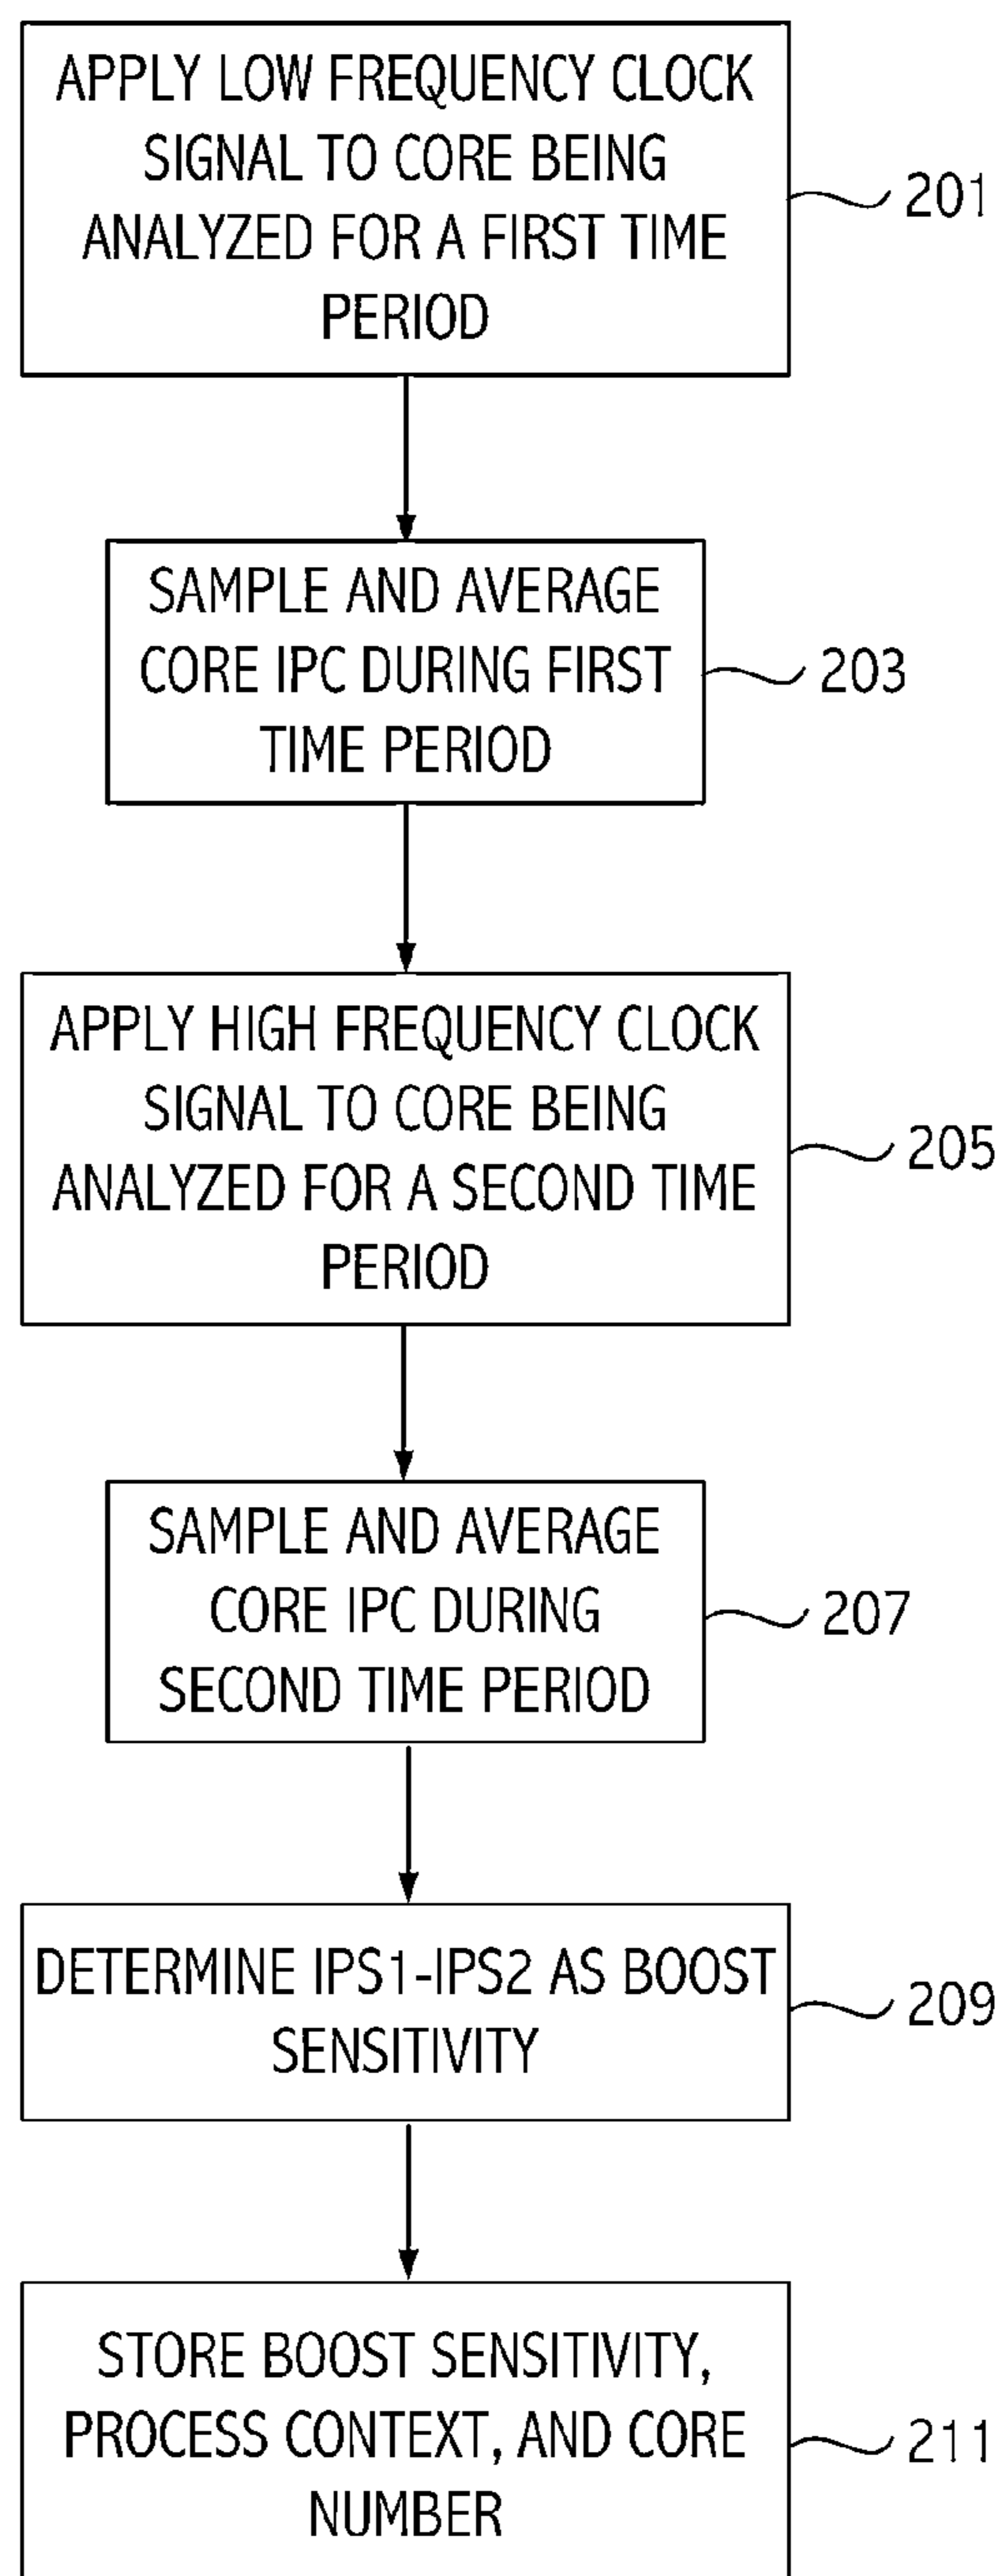 APPLY LOW FREQUENCY CLOCK
SIGNAL TO CORE BEING
ANALYZED FOR A FIRST TIME
PERIOD
201
SAMPLE AND AVERAGE
CORE IPC DURING FIRST
TIME PERIOD
203
APPLY HIGH FREQUENCY CLOCK
SIGNAL TO CORE BEING
ANALYZED FOR A SECOND TIME
PERIOD
205
SAMPLE AND AVERAGE
CORE IPC DURING
SECOND TIME PERIOD
207
DETERMINE IPS1-IPS2 AS BOOST
SENSITIVITY
209
STORE BOOST SENSITIVITY,
PROCESS CONTEXT, AND CORE
NUMBER
211